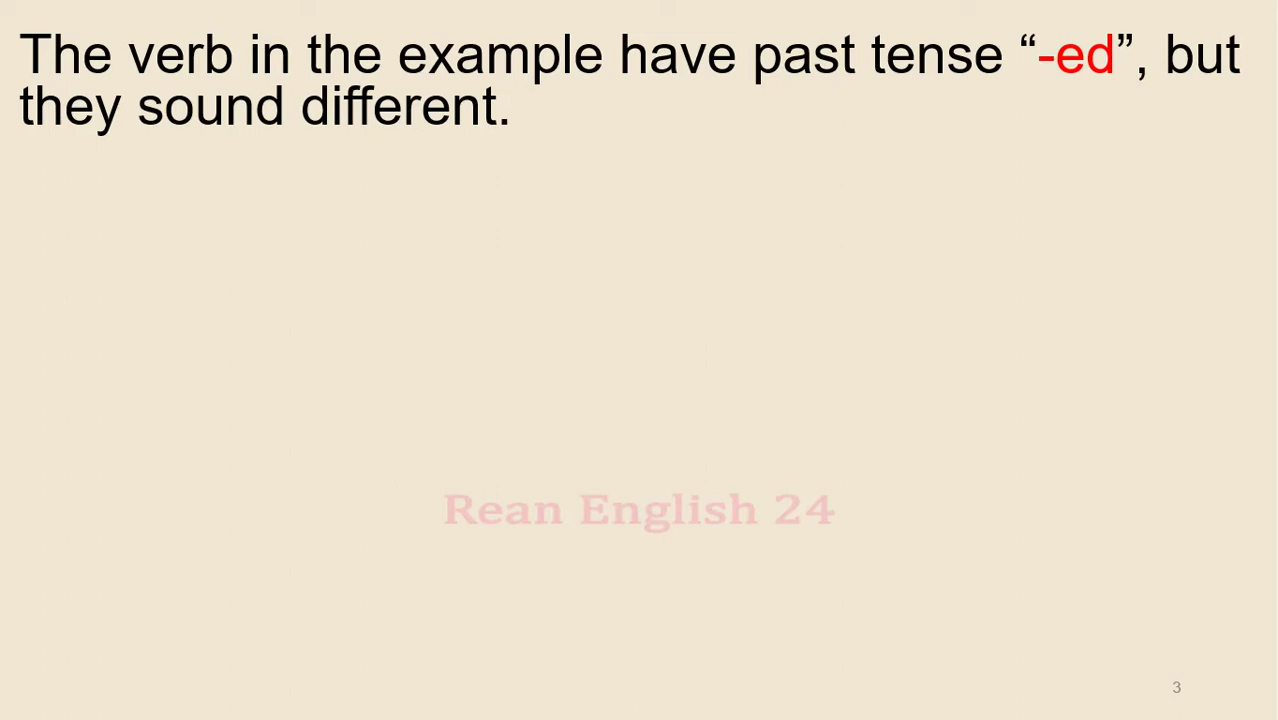 The verb in the example have past tense “-ed”, but
they sound different.
Rean English 24
3